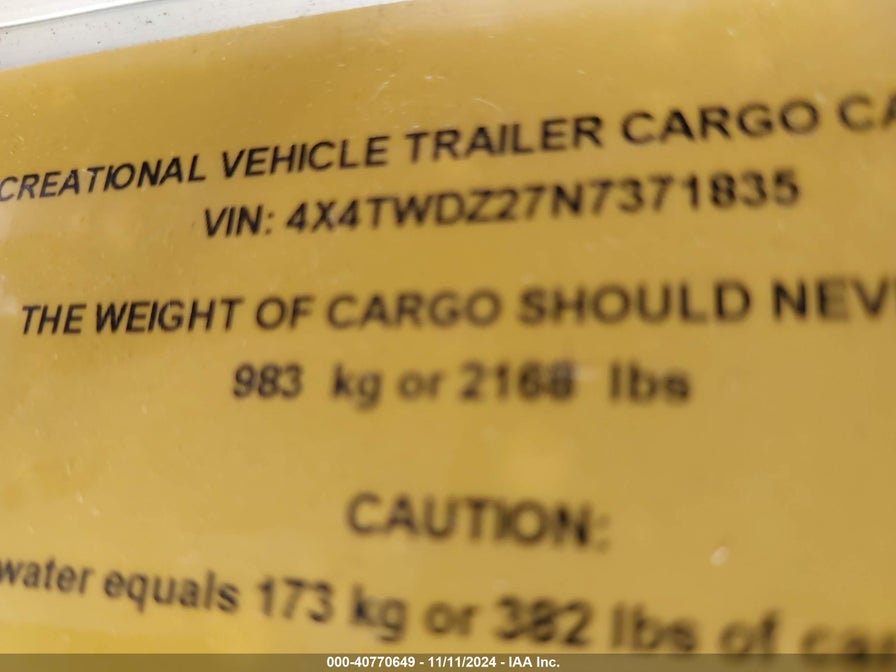 CREATIONAL VEHICLE TRAILER CARGO CA
VIN: 4X4TWDZ27N7371835
THE WEIGHT OF CARGO SHOULD NEV
983 kg or 2168 lbs
CAUTION:
water equals 173 kg or 382 lbs of car
000-40770649 - 11/11/2024 - IAA Inc.